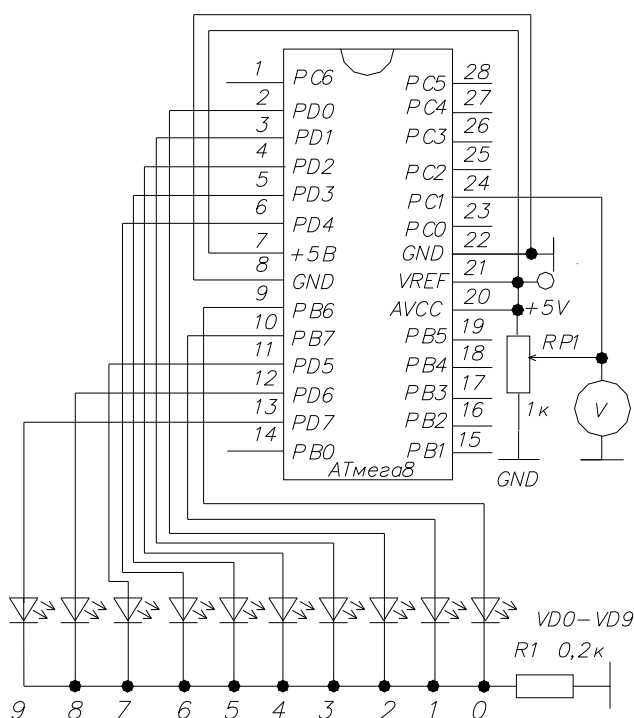 1 PC6 PC5 28
2 PD0 PC4 27
3 PD1 PC3 26
4 PD2 PC2 25
5 PD3 PC1 24
6 PD4 PC0 23
7 +5В GND 22
8 GND VREF 21
9 PB6 AVCC 20 +5V
10 PB7 PB5 19 RP1
11 PD5 PB4 18
12 PD6 PB3 17 1к V
13 PD7 PB2 16
14 PB0 PB1 15
ATмега8 GND
VD0-VD9
R1 0,2к
9 8 7 6 5 4 3 2 1 0